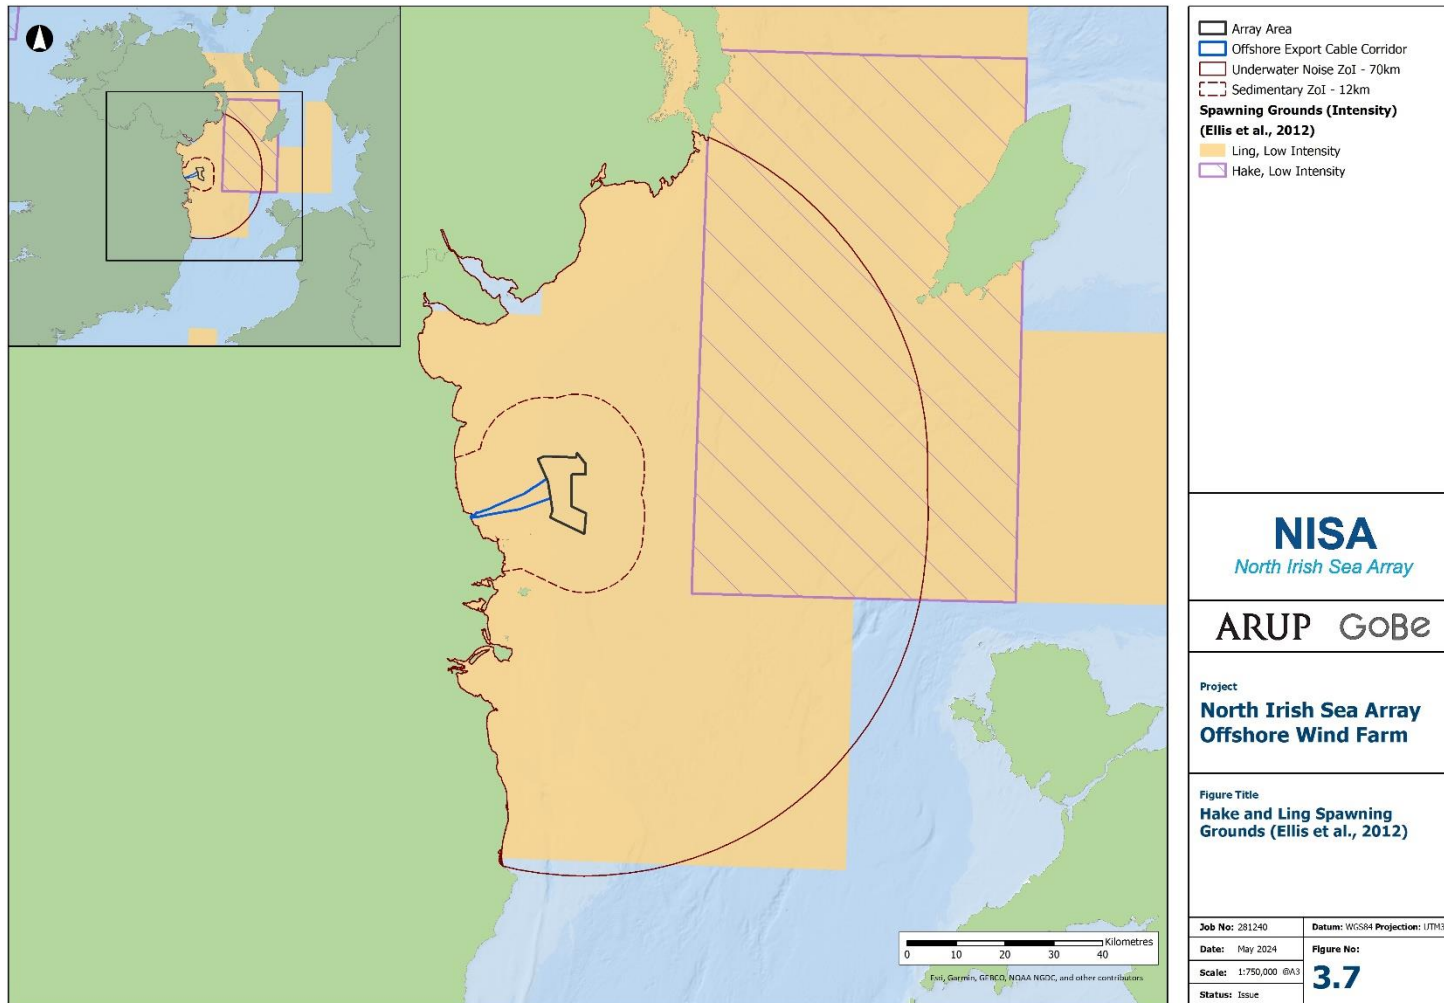 Array Area
Offshore Export Cable Corridor
Underwater Noise ZoI - 70km
Sedimentary ZoI - 12km
Spawning Grounds (Intensity)
(Ellis et al., 2012)
Ling, Low Intensity
Hake, Low Intensity
NISA
North Irish Sea Array
ARUP GoBe
Project
North Irish Sea Array
Offshore Wind Farm
Figure Title
Hake and Ling Spawning
Grounds (Ellis et al., 2012)
Job No: 281240
Datum: WGS84 Projection: UTM3
Date: May 2024
Figure No:
Scale: 1:750,000 @A3
3.7
Status: Issue
Kilometres
0 10 20 30 40
Esri, Garmin, GEBCO, NOAA NGDC, and other contributors